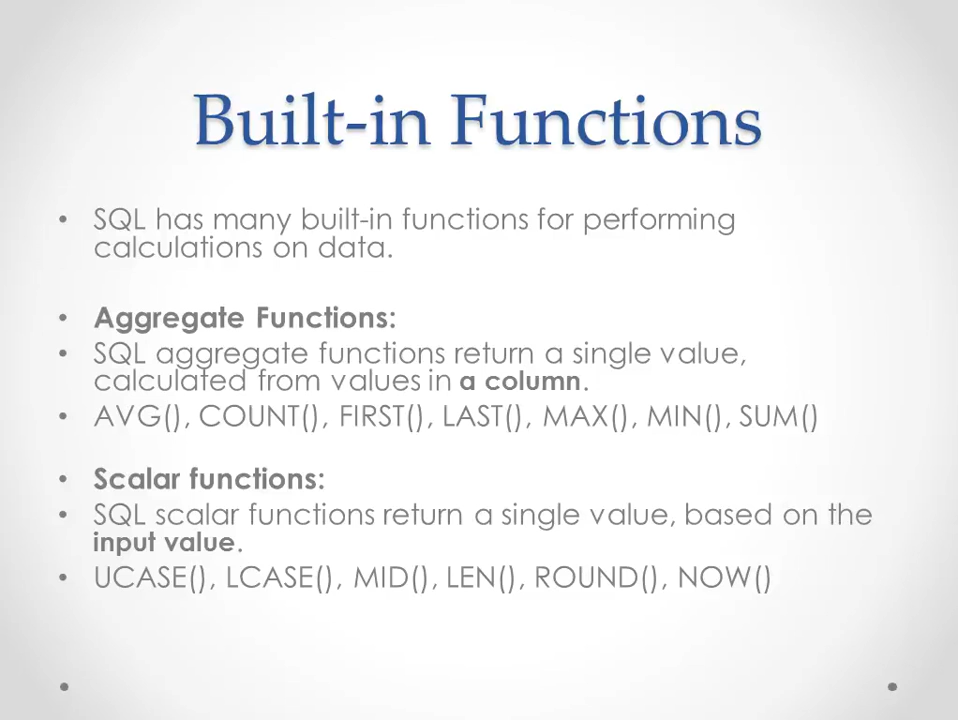 Built-in Functions
• SQL has many built-in functions for performing
calculations on data.
• Aggregate Functions:
• SQL aggregate functions return a single value,
calculated from values in a column.
• AVG(), COUNT(), FIRST(), LAST(), MAX(), MIN(), SUM()
• Scalar functions:
• SQL scalar functions return a single value, based on the
input value.
• UCASE(), LCASE(), MID(), LEN(), ROUND(), NOW()